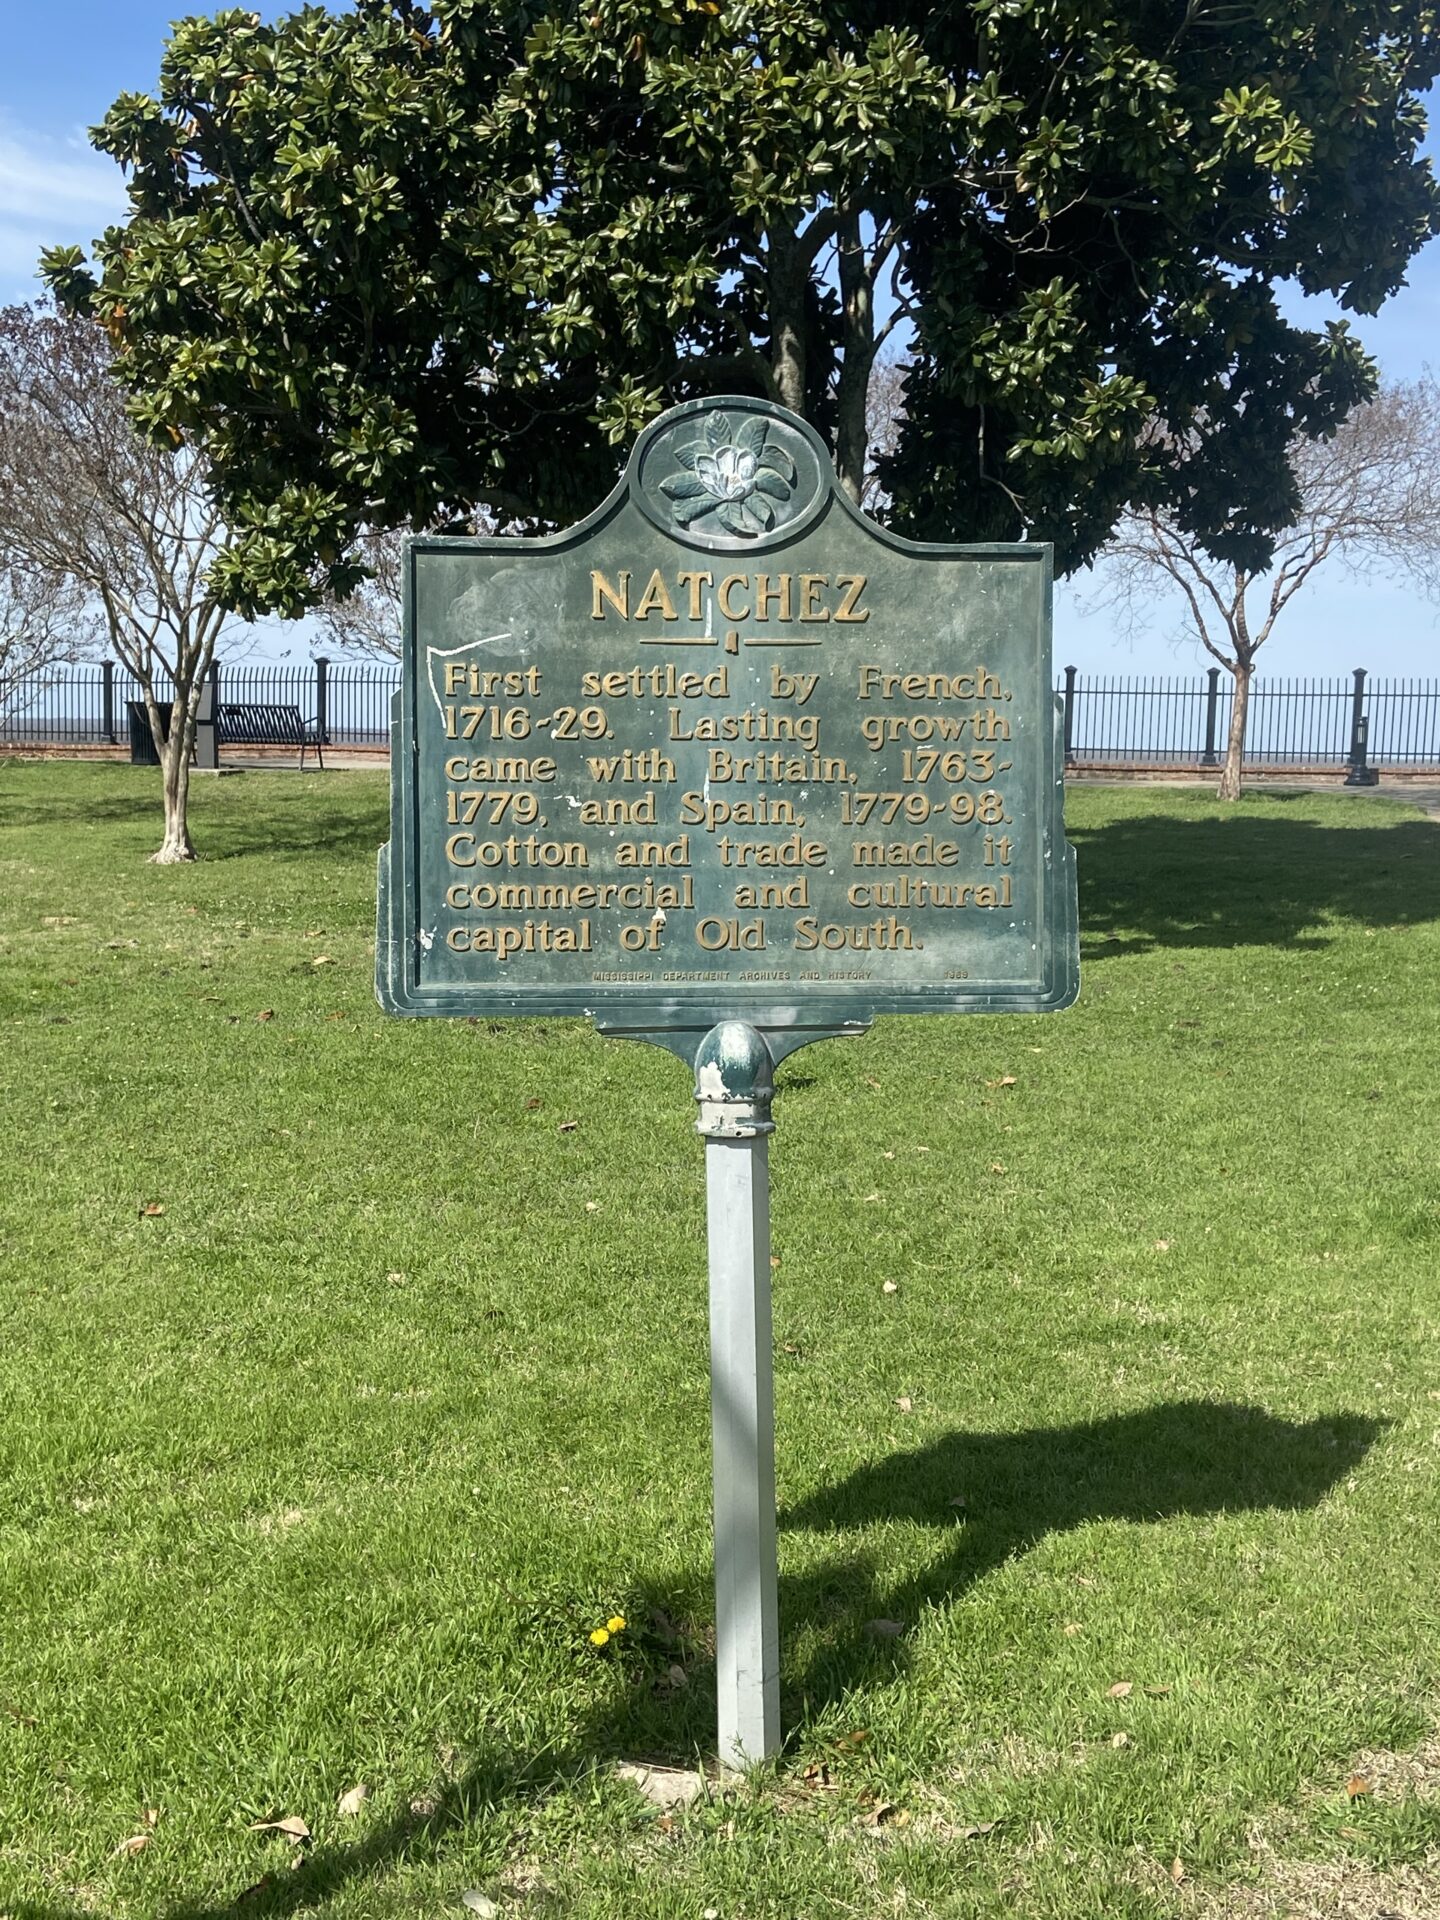 NATCHEZ
First settled by French,
1716-29. Lasting growth
came with Britain, 1763-
1779, and Spain, 1779-98.
Cotton and trade made it
commercial and cultural
capital of Old South.
MISSISSIPPI DEPARTMENT ARCHIVES AND HISTORY